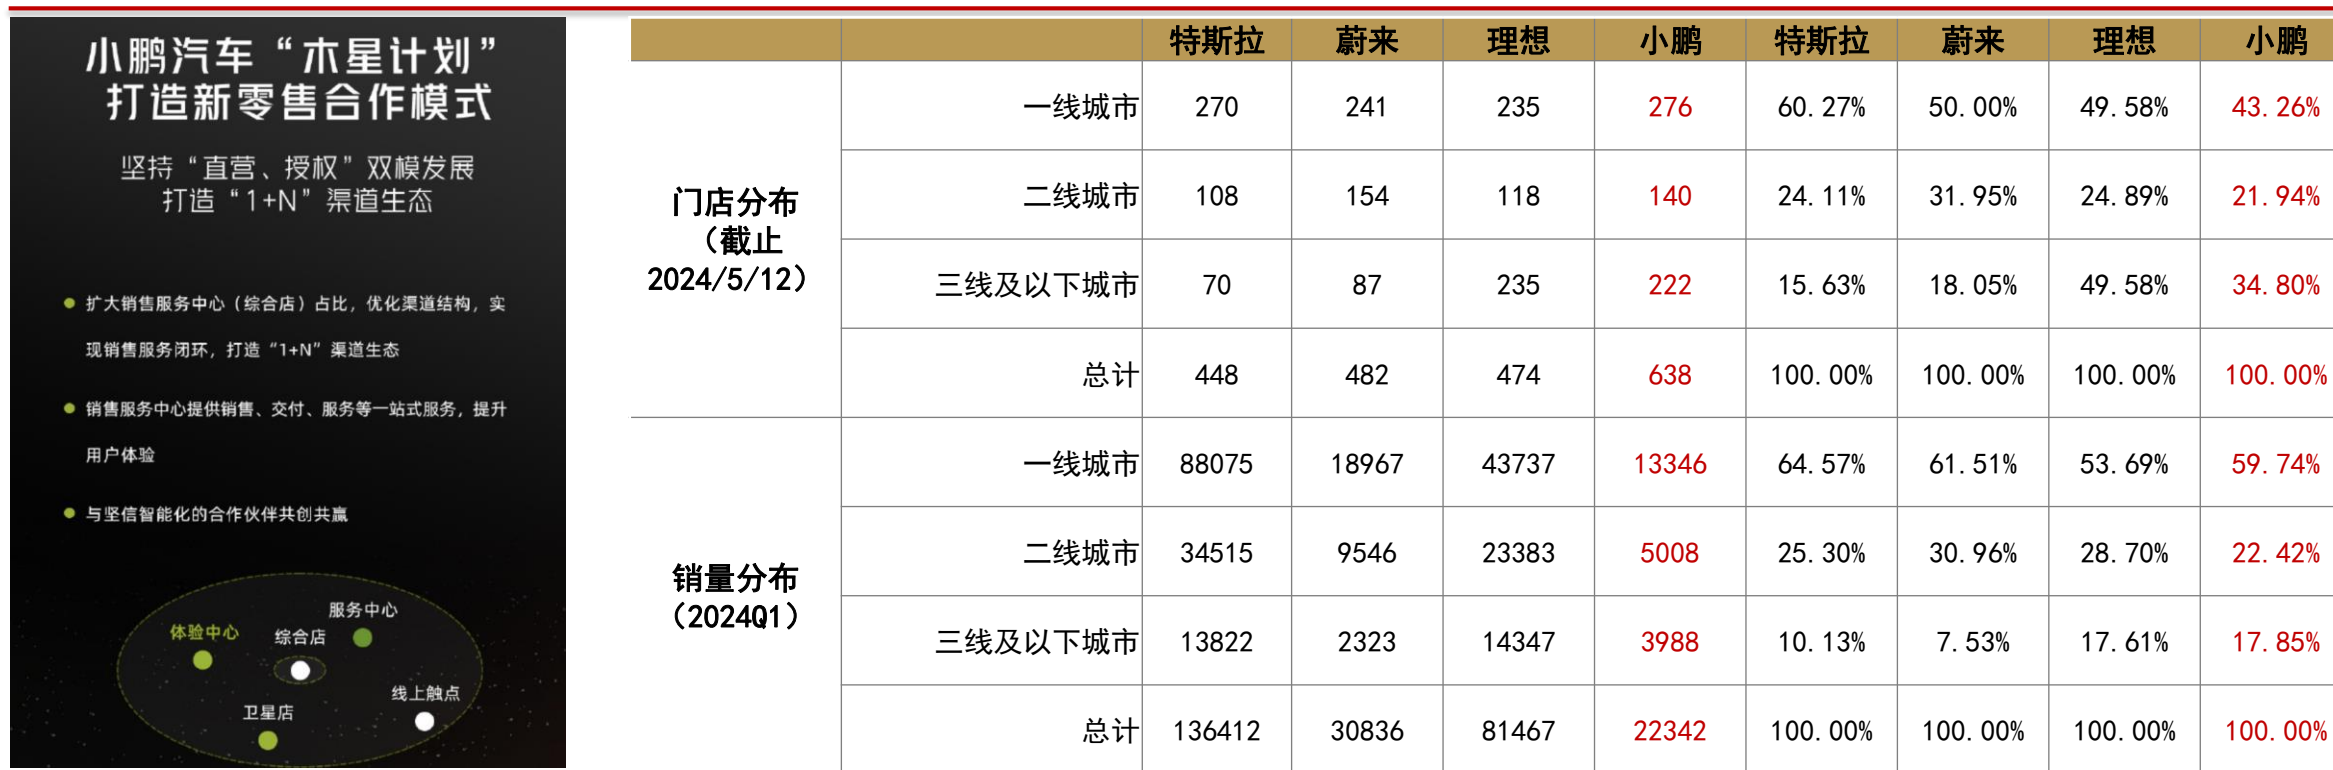 小鹏汽车“木星计划”
打造新零售合作模式
坚持“直营、授权”双模发展
打造“1+N”渠道生态
扩大销售服务中心（综合店）占比，优化渠道结构，实
现销售服务闭环，打造“1+N”渠道生态
销售服务中心提供销售、交付、服务等一站式服务，提升
用户体验
与坚信智能化的合作伙伴共创共赢
服务中心
体验中心
综合店
线上触点
卫星店
特斯拉 蔚来 理想 小鹏 特斯拉 蔚来 理想 小鹏
门店分布
（截止
2024/5/12）
一线城市 270 241 235 276 60.27% 50.00% 49.58% 43.26%
二线城市 108 154 118 140 24.11% 31.95% 24.89% 21.94%
三线及以下城市 70 87 235 222 15.63% 18.05% 49.58% 34.80%
总计 448 482 474 638 100.00% 100.00% 100.00% 100.00%
销量分布
（2024Q1）
一线城市 88075 18967 43737 13346 64.57% 61.51% 53.69% 59.74%
二线城市 34515 9546 23383 5008 25.30% 30.96% 28.70% 22.42%
三线及以下城市 13822 2323 14347 3988 10.13% 7.53% 17.61% 17.85%
总计 136412 30836 81467 22342 100.00% 100.00% 100.00% 100.00%